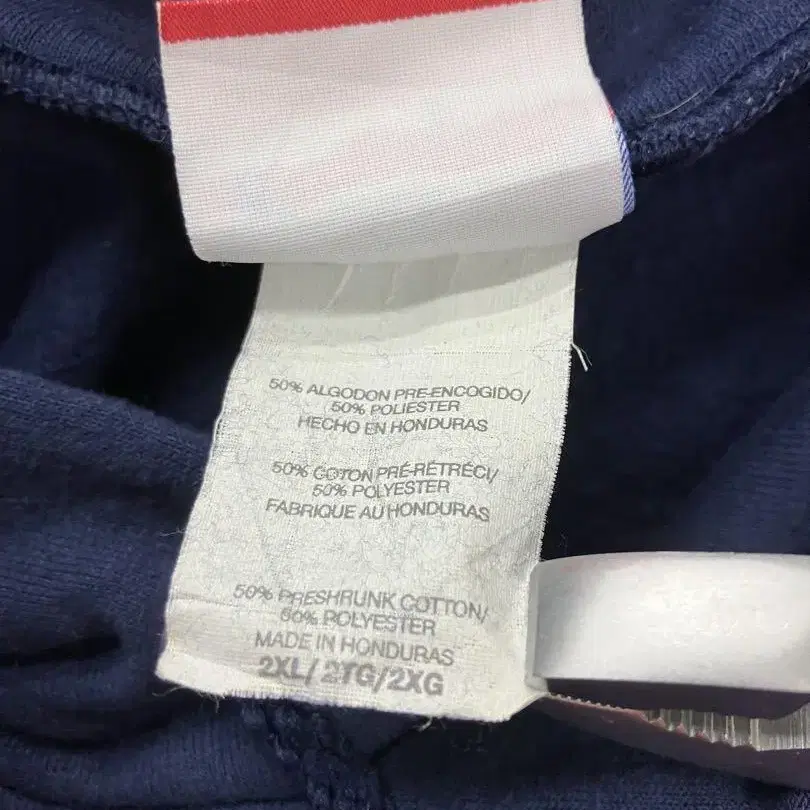 50% ALGODON PRE-ENCOGIDO/
50% POLIESTER
HECHO EN HONDURAS
50% COTON PRÉ-RÉTRÉCI/
50% POLYESTER
FABRIQUE AU HONDURAS
50% PRESHRUNK COTTON/
50% POLYESTER
MADE IN HONDURAS
2XL/2TG/2XG